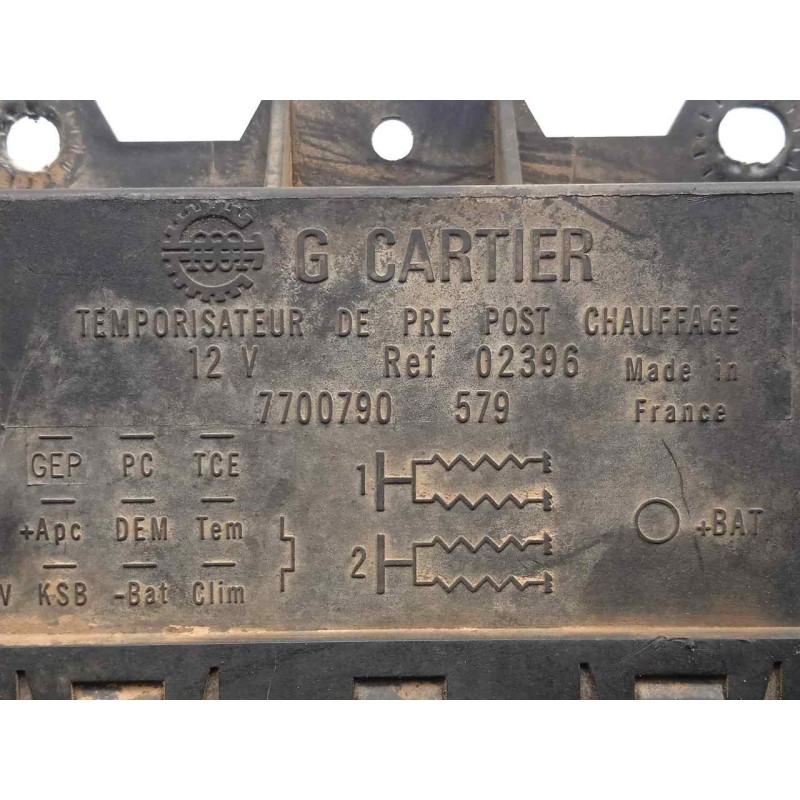 G CARTIER
TEMPORISATEUR DE PRE POST CHAUFFAGE
12 V Ref 02396 Made in
7700790 579 France
GEP PC TCE
+Apc DEM Tem
V KSB -Bat Clim
1
2
+BAT